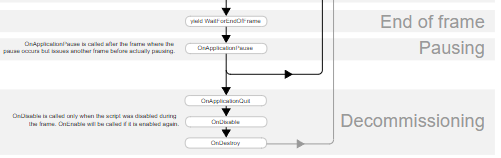 yield WaitForEndOfFrame
End of frame
OnApplicationPause is called after the frame where the
pause occurs but issues another frame before actually pausing.
OnApplicationPause
Pausing
OnApplicationQuit
OnDisable is called only when the script was disabled during
the frame. OnEnable will be called if it is enabled again.
OnDisable
Decommissioning
OnDestroy